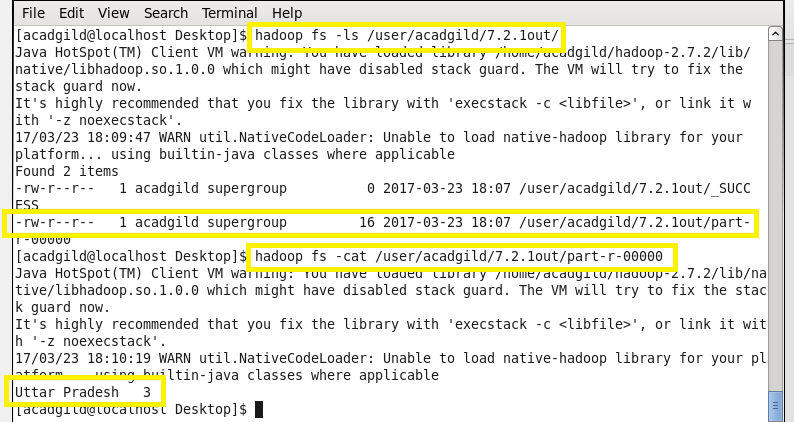 File Edit View Search Terminal Help
[acadgild@localhost Desktop]$ hadoop fs -ls /user/acadgild/7.2.1out/
Java HotSpot(TM) Client VM warning: You have loaded library /home/acadgild/hadoop-2.7.2/lib/
native/libhadoop.so.1.0.0 which might have disabled stack guard. The VM will try to fix the
stack guard now.
It's highly recommended that you fix the library with 'execstack -c <libfile>', or link it w
ith '-z noexecstack'.
17/03/23 18:09:47 WARN util.NativeCodeLoader: Unable to load native-hadoop library for your
platform... using builtin-java classes where applicable
Found 2 items
-rw-r--r--   1 acadgild supergroup          0 2017-03-23 18:07 /user/acadgild/7.2.1out/_SUCC
ESS
-rw-r--r--   1 acadgild supergroup         16 2017-03-23 18:07 /user/acadgild/7.2.1out/part-
r-00000
[acadgild@localhost Desktop]$ hadoop fs -cat /user/acadgild/7.2.1out/part-r-00000
Java HotSpot(TM) Client VM warning: You have loaded library /home/acadgild/hadoop-2.7.2/lib/na
tive/libhadoop.so.1.0.0 which might have disabled stack guard. The VM will try to fix the stac
k guard now.
It's highly recommended that you fix the library with 'execstack -c <libfile>', or link it wit
h '-z noexecstack'.
17/03/23 18:10:19 WARN util.NativeCodeLoader: Unable to load native-hadoop library for your pl
atform... using builtin-java classes where applicable
Uttar Pradesh   3
[acadgild@localhost Desktop]$